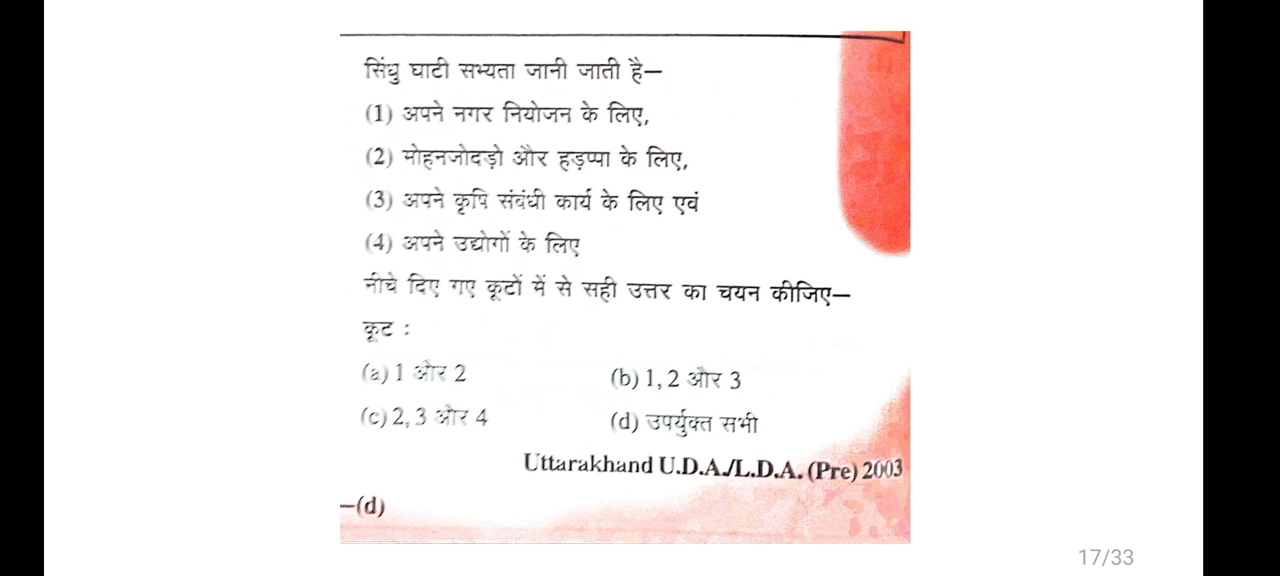 सिंधु घाटी सभ्यता जानी जाती है–
(1) अपने नगर नियोजन के लिए,
(2) मोहनजोदड़ो और हड़प्पा के लिए,
(3) अपने कृषि संबंधी कार्य के लिए एवं
(4) अपने उद्योगों के लिए
नीचे दिए गए कूटों में से सही उत्तर का चयन कीजिए–
कूट :
(a) 1 और 2 (b) 1, 2 और 3
(c) 2, 3 और 4 (d) उपर्युक्त सभी
Uttarakhand U.D.A./L.D.A. (Pre) 2003
–(d)
17/33